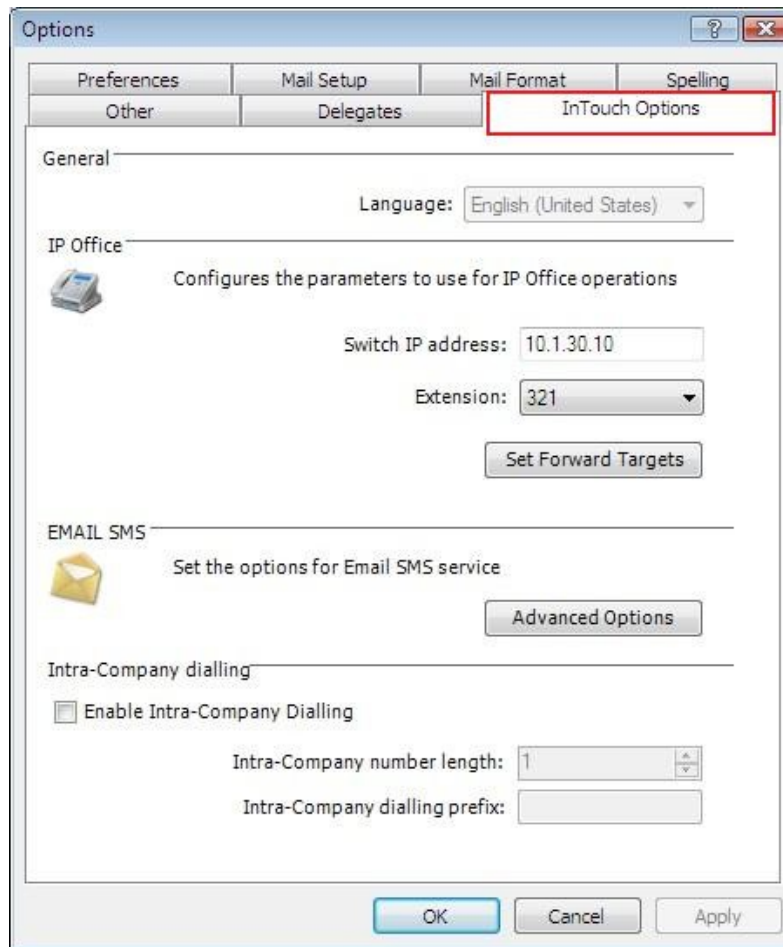 Options
Preferences Mail Setup Mail Format Spelling
Other Delegates InTouch Options
General
Language: English (United States)
IP Office
Configures the parameters to use for IP Office operations
Switch IP address: 10.1.30.10
Extension: 321
Set Forward Targets
EMAIL SMS
Set the options for Email SMS service
Advanced Options
Intra-Company dialling
Enable Intra-Company Dialling
Intra-Company number length: 1
Intra-Company dialling prefix:
OK Cancel Apply